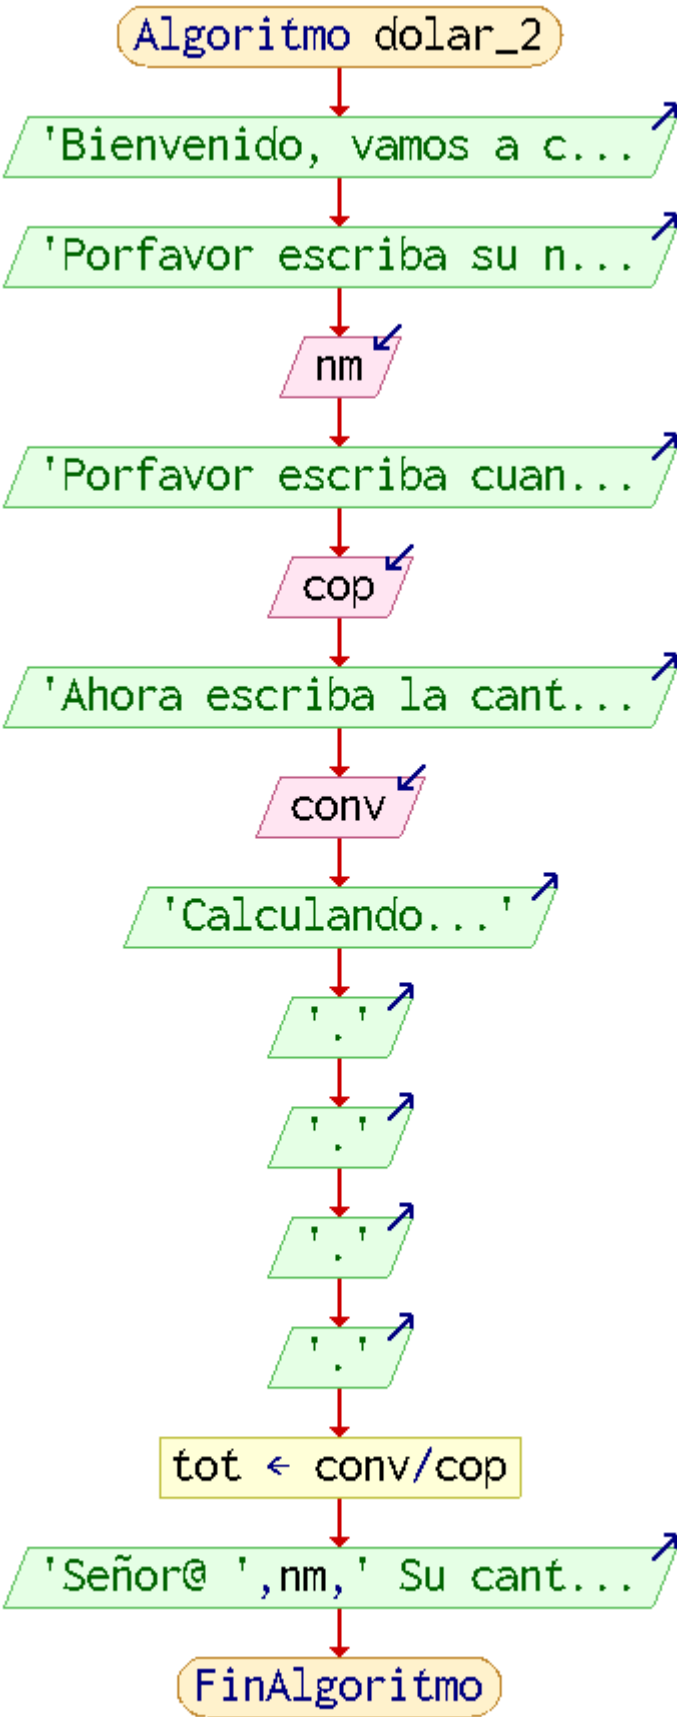 Algoritmo dolar_2
'Bienvenido, vamos a c...
'Porfavor escriba su n...
nm
'Porfavor escriba cuan...
cop
'Ahora escriba la cant...
conv
'Calculando...'
'.'
'.'
'.'
'.'
tot ← conv/cop
'Señor@ ',nm,' Su cant...
FinAlgoritmo